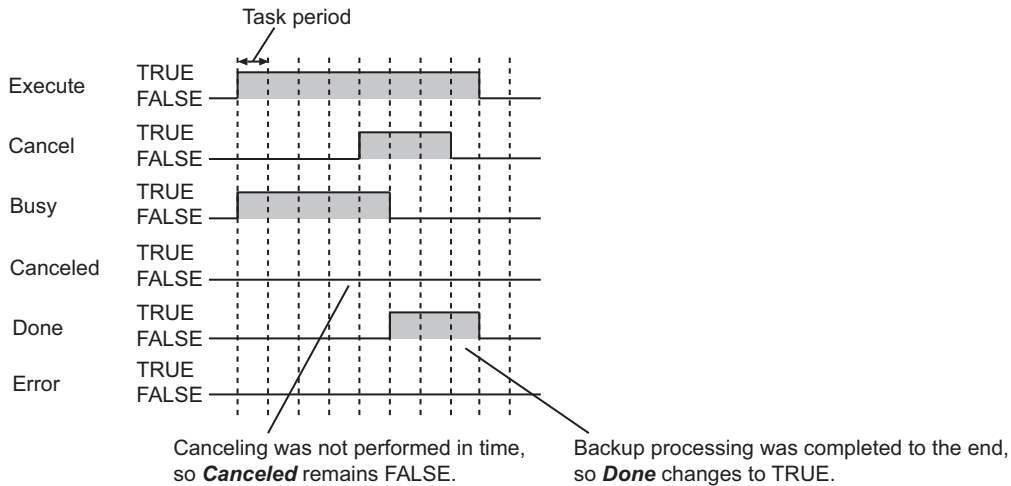 Task period
Execute
TRUE
FALSE
Cancel
TRUE
FALSE
Busy
TRUE
FALSE
Canceled
TRUE
FALSE
Done
TRUE
FALSE
Error
TRUE
FALSE
Canceling was not performed in time,
so Canceled remains FALSE.
Backup processing was completed to the end,
so Done changes to TRUE.